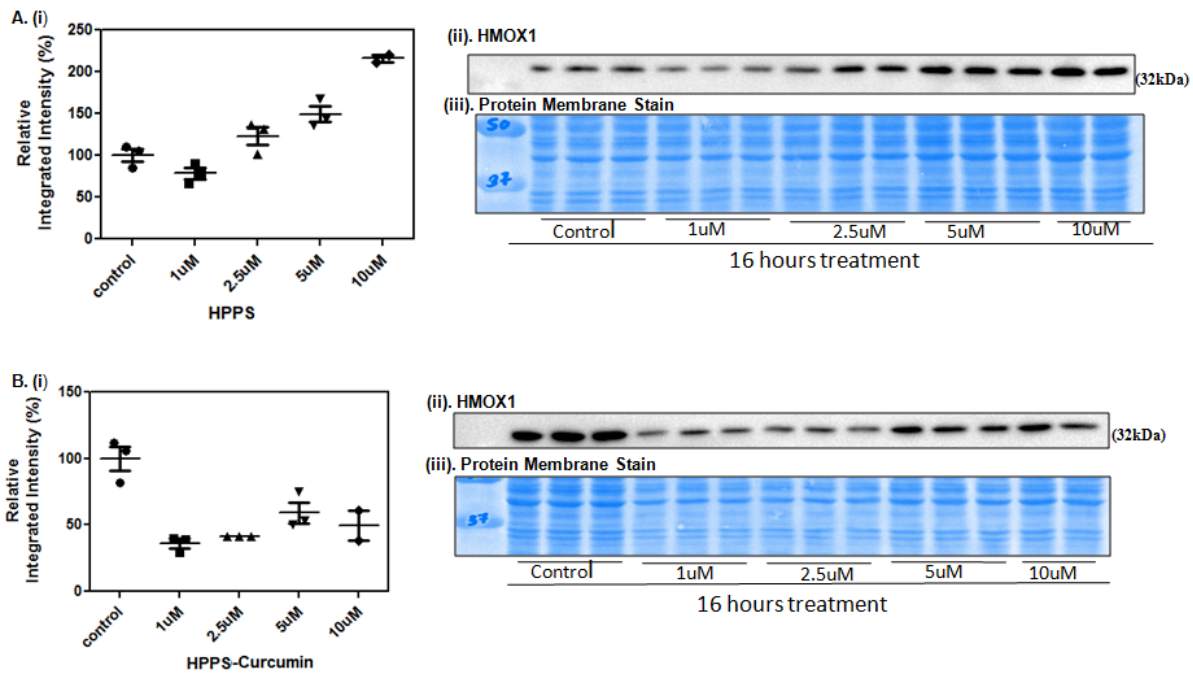 A. (i)
Relative
Integrated Intensity (%)
250
200
150
100
50
0
control
1uM
2.5uM
5uM
10uM
HPPS
(ii). HMOX1
(32kDa)
(iii). Protein Membrane Stain
50
37
Control
1uM
2.5uM
5uM
10uM
16 hours treatment
B. (i)
Relative
Integrated Intensity (%)
150
100
50
0
control
1uM
2.5uM
5uM
10uM
HPPS-Curcumin
(ii). HMOX1
(32kDa)
(iii). Protein Membrane Stain
37
Control
1uM
2.5uM
5uM
10uM
16 hours treatment